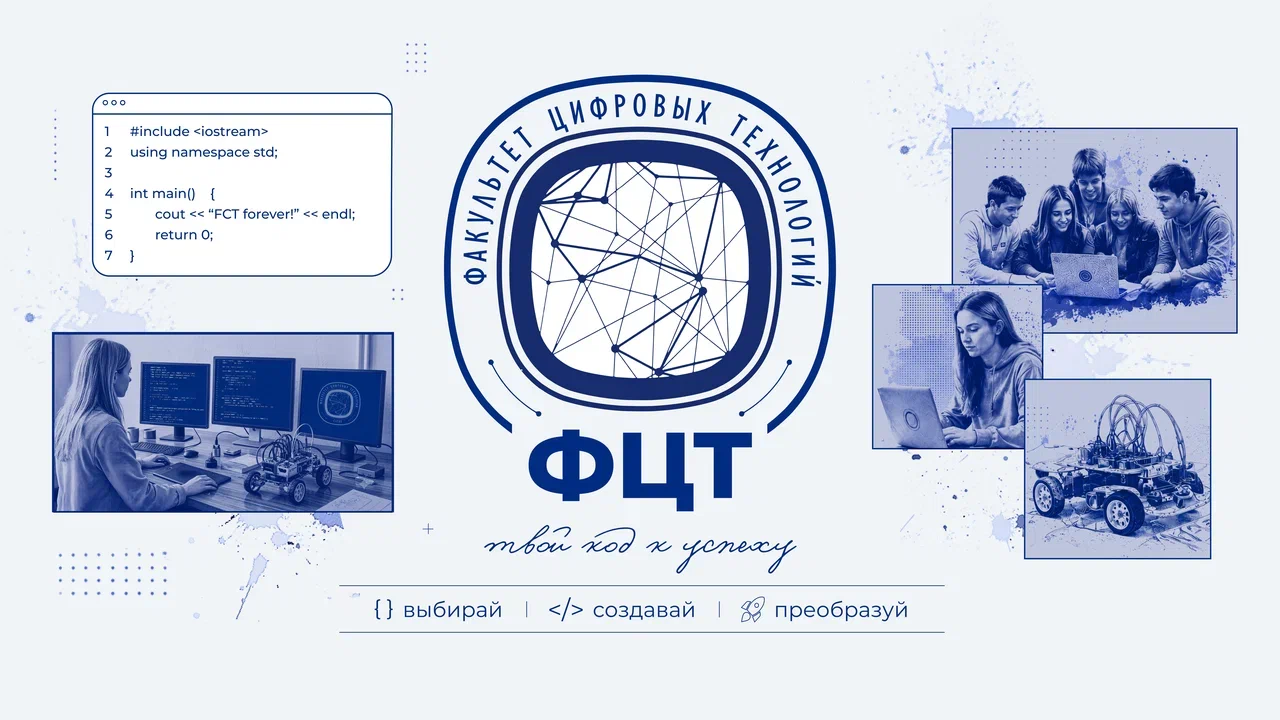 1 #include <iostream>
2 using namespace std;
3
4 int main() {
5 cout << “FCT forever!” << endl;
6 return 0;
7 }
ФАКУЛЬТЕТ ЦИФРОВЫХ ТЕХНОЛОГИЙ
ФЦТ
твой код к успеху
{ } выбирай | </> создавай | преобразуй